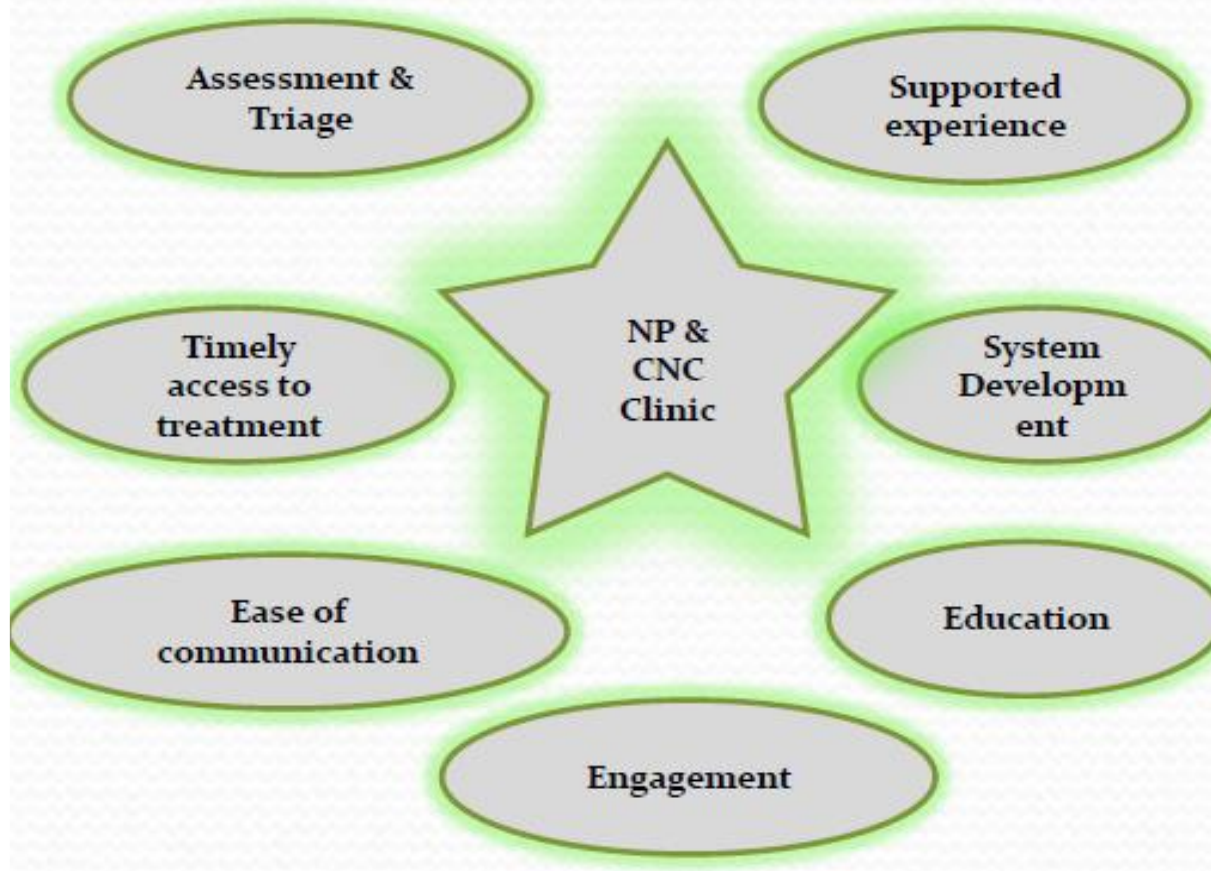 Assessment &
Triage
Supported
experience
NP &
CNC
Clinic
Timely
access to
treatment
System
Developm
ent
Ease of
communication
Education
Engagement